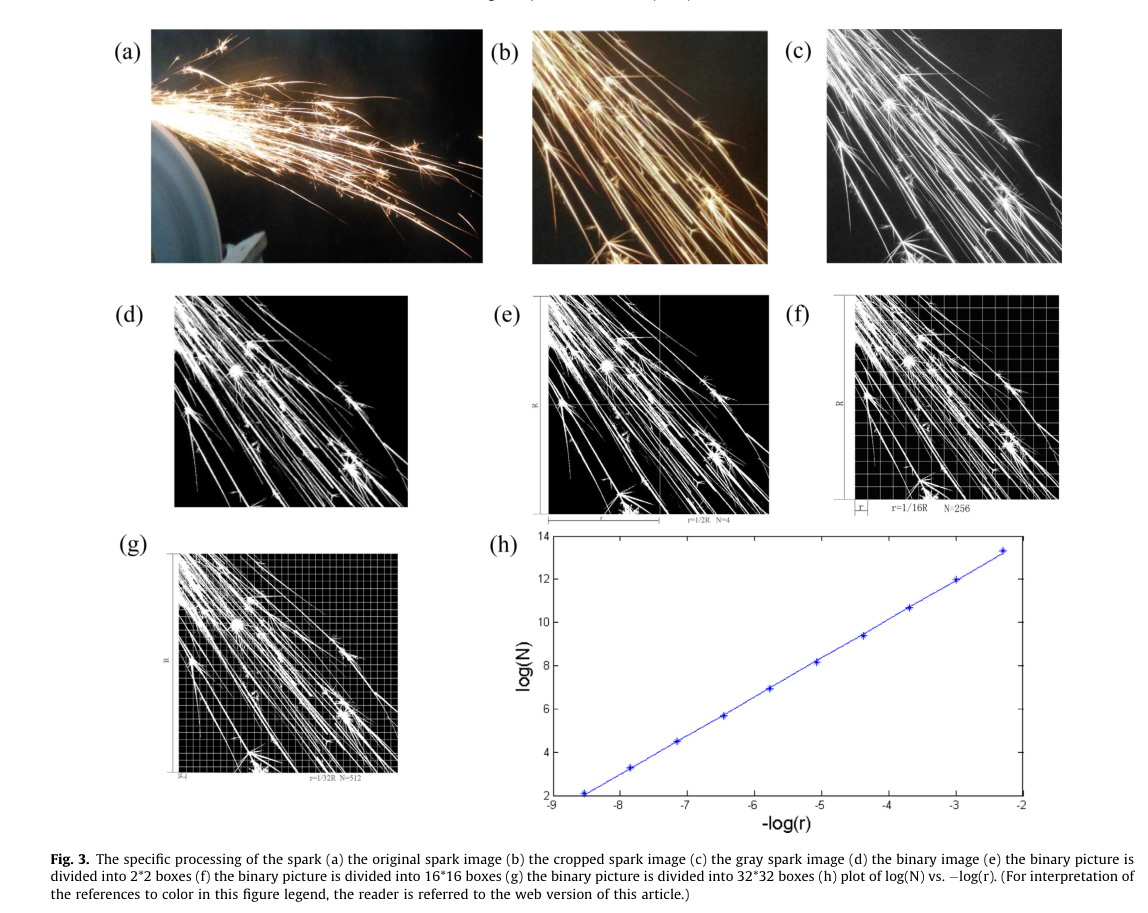 (a)
(b)
(c)
(d)
(e)
(f)
R
R
r
r=1/2R N=4
r
r=1/16R N=256
(g)
(h)
R
r=1/32R N=512
14
12
10
8
6
4
2
log(N)
-9 -8 -7 -6 -5 -4 -3 -2
-log(r)
Fig. 3. The specific processing of the spark (a) the original spark image (b) the cropped spark image (c) the gray spark image (d) the binary image (e) the binary picture is
divided into 2*2 boxes (f) the binary picture is divided into 16*16 boxes (g) the binary picture is divided into 32*32 boxes (h) plot of log(N) vs. −log(r). (For interpretation of
the references to color in this figure legend, the reader is referred to the web version of this article.)